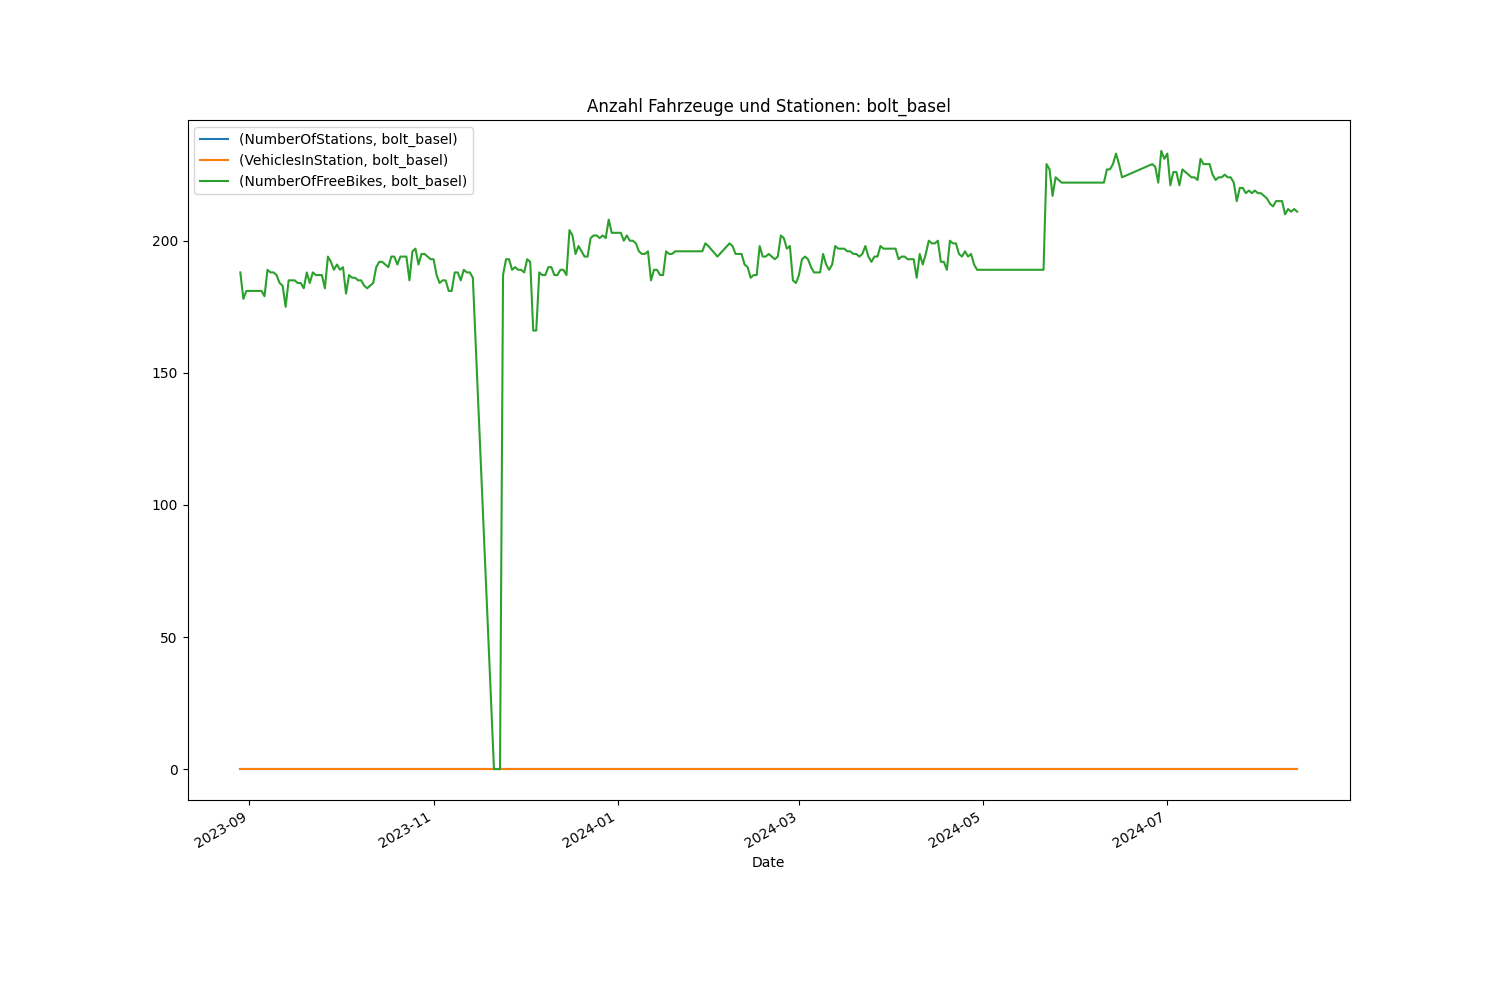 Anzahl Fahrzeuge und Stationen: bolt_basel
(NumberOfStations, bolt_basel)
(VehiclesInStation, bolt_basel)
(NumberOfFreeBikes, bolt_basel)
200
150
100
50
0
2023-09
2023-11
2024-01
2024-03
2024-05
2024-07
Date